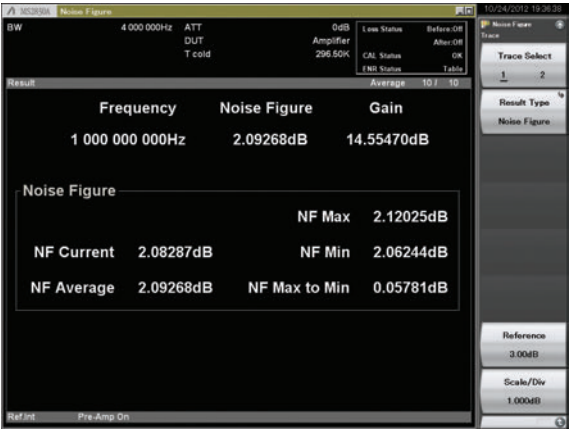 MS2830A Noise Figure
10/24/2012 19:36:38
BW 4 000 000Hz ATT 0dB
DUT Amplifier
T cold 296.50K
Loss Status Before:Off
After:Off
CAL Status OK
ENR Status Table
Result Average 10 / 10
Frequency Noise Figure Gain
1 000 000 000Hz 2.09268dB 14.55470dB
Noise Figure
NF Max 2.12025dB
NF Current 2.08287dB NF Min 2.06244dB
NF Average 2.09268dB NF Max to Min 0.05781dB
Ref.Int Pre-Amp On
Noise Figure
Trace
Trace Select
1 2
Result Type
Noise Figure
Reference
3.00dB
Scale/Div
1.000dB